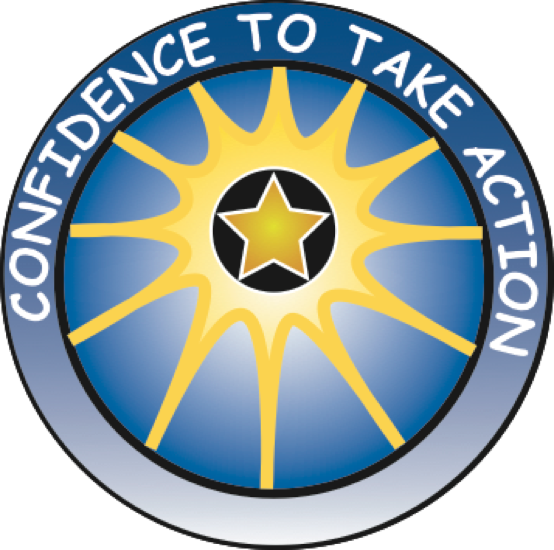 CONFIDENCE TO TAKE ACTION